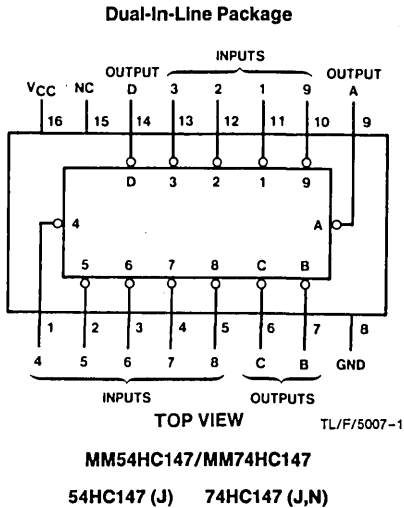 Dual-In-Line Package
INPUTS
OUTPUT OUTPUT
VCC NC D 3 2 1 9 A
16 15 14 13 12 11 10 9
D 3 2 1 9
4 A
5 6 7 8 C B
1 2 3 4 5 6 7 8
4 5 6 7 8 C B GND
INPUTS OUTPUTS
TOP VIEW TL/F/5007-1
MM54HC147/MM74HC147
54HC147 (J) 74HC147 (J,N)